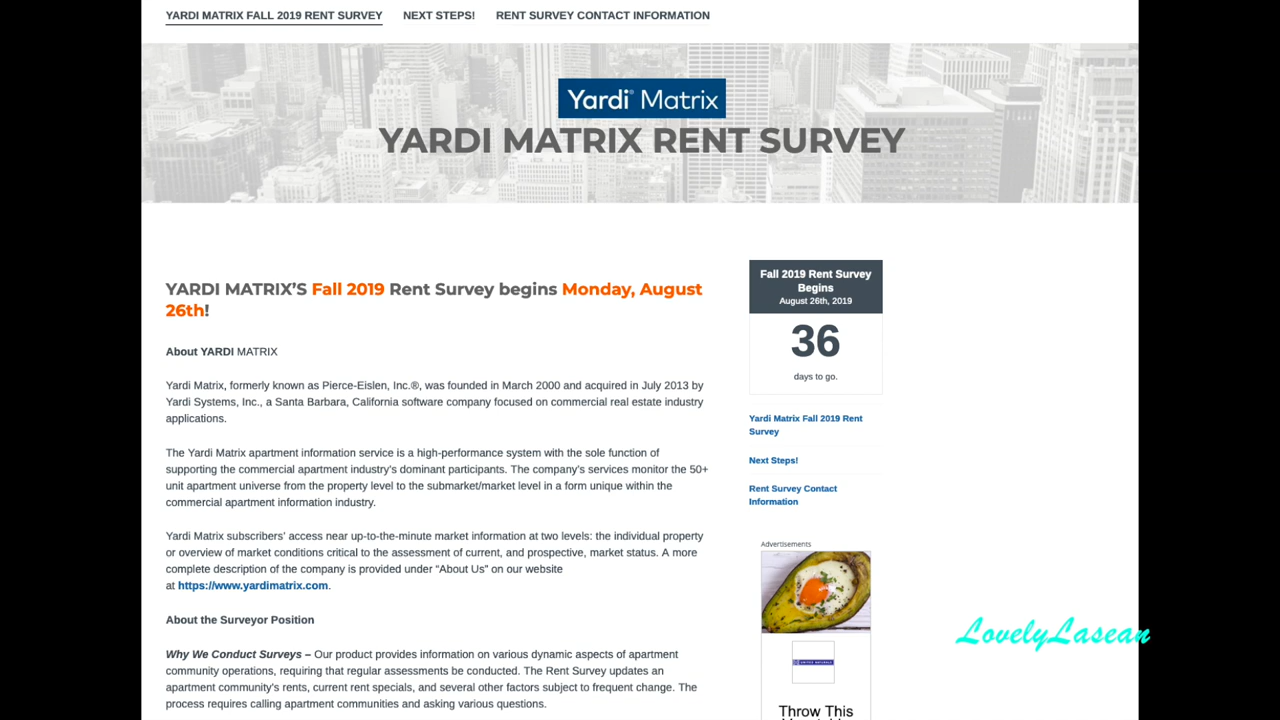 YARDI MATRIX FALL 2019 RENT SURVEY NEXT STEPS! RENT SURVEY CONTACT INFORMATION
Yardi® Matrix
YARDI MATRIX RENT SURVEY
YARDI MATRIX’S Fall 2019 Rent Survey begins Monday, August
26th!
About YARDI MATRIX
Yardi Matrix, formerly known as Pierce-Eislen, Inc.®, was founded in March 2000 and acquired in July 2013 by
Yardi Systems, Inc., a Santa Barbara, California software company focused on commercial real estate industry
applications.
The Yardi Matrix apartment information service is a high-performance system with the sole function of
supporting the commercial apartment industry’s dominant participants. The company’s services monitor the 50+
unit apartment universe from the property level to the submarket/market level in a form unique within the
commercial apartment information industry.
Yardi Matrix subscribers’ access near up-to-the-minute market information at two levels: the individual property
or overview of market conditions critical to the assessment of current, and prospective, market status. A more
complete description of the company is provided under “About Us” on our website
at https://www.yardimatrix.com.
About the Surveyor Position
Why We Conduct Surveys – Our product provides information on various dynamic aspects of apartment
community operations, requiring that regular assessments be conducted. The Rent Survey updates an
apartment community’s rents, current rent specials, and several other factors subject to frequent change. The
process requires calling apartment communities and asking various questions.
Fall 2019 Rent Survey
Begins
August 26th, 2019
36
days to go.
Yardi Matrix Fall 2019 Rent
Survey
Next Steps!
Rent Survey Contact
Information
Advertisements
Throw This
LovelyLasean